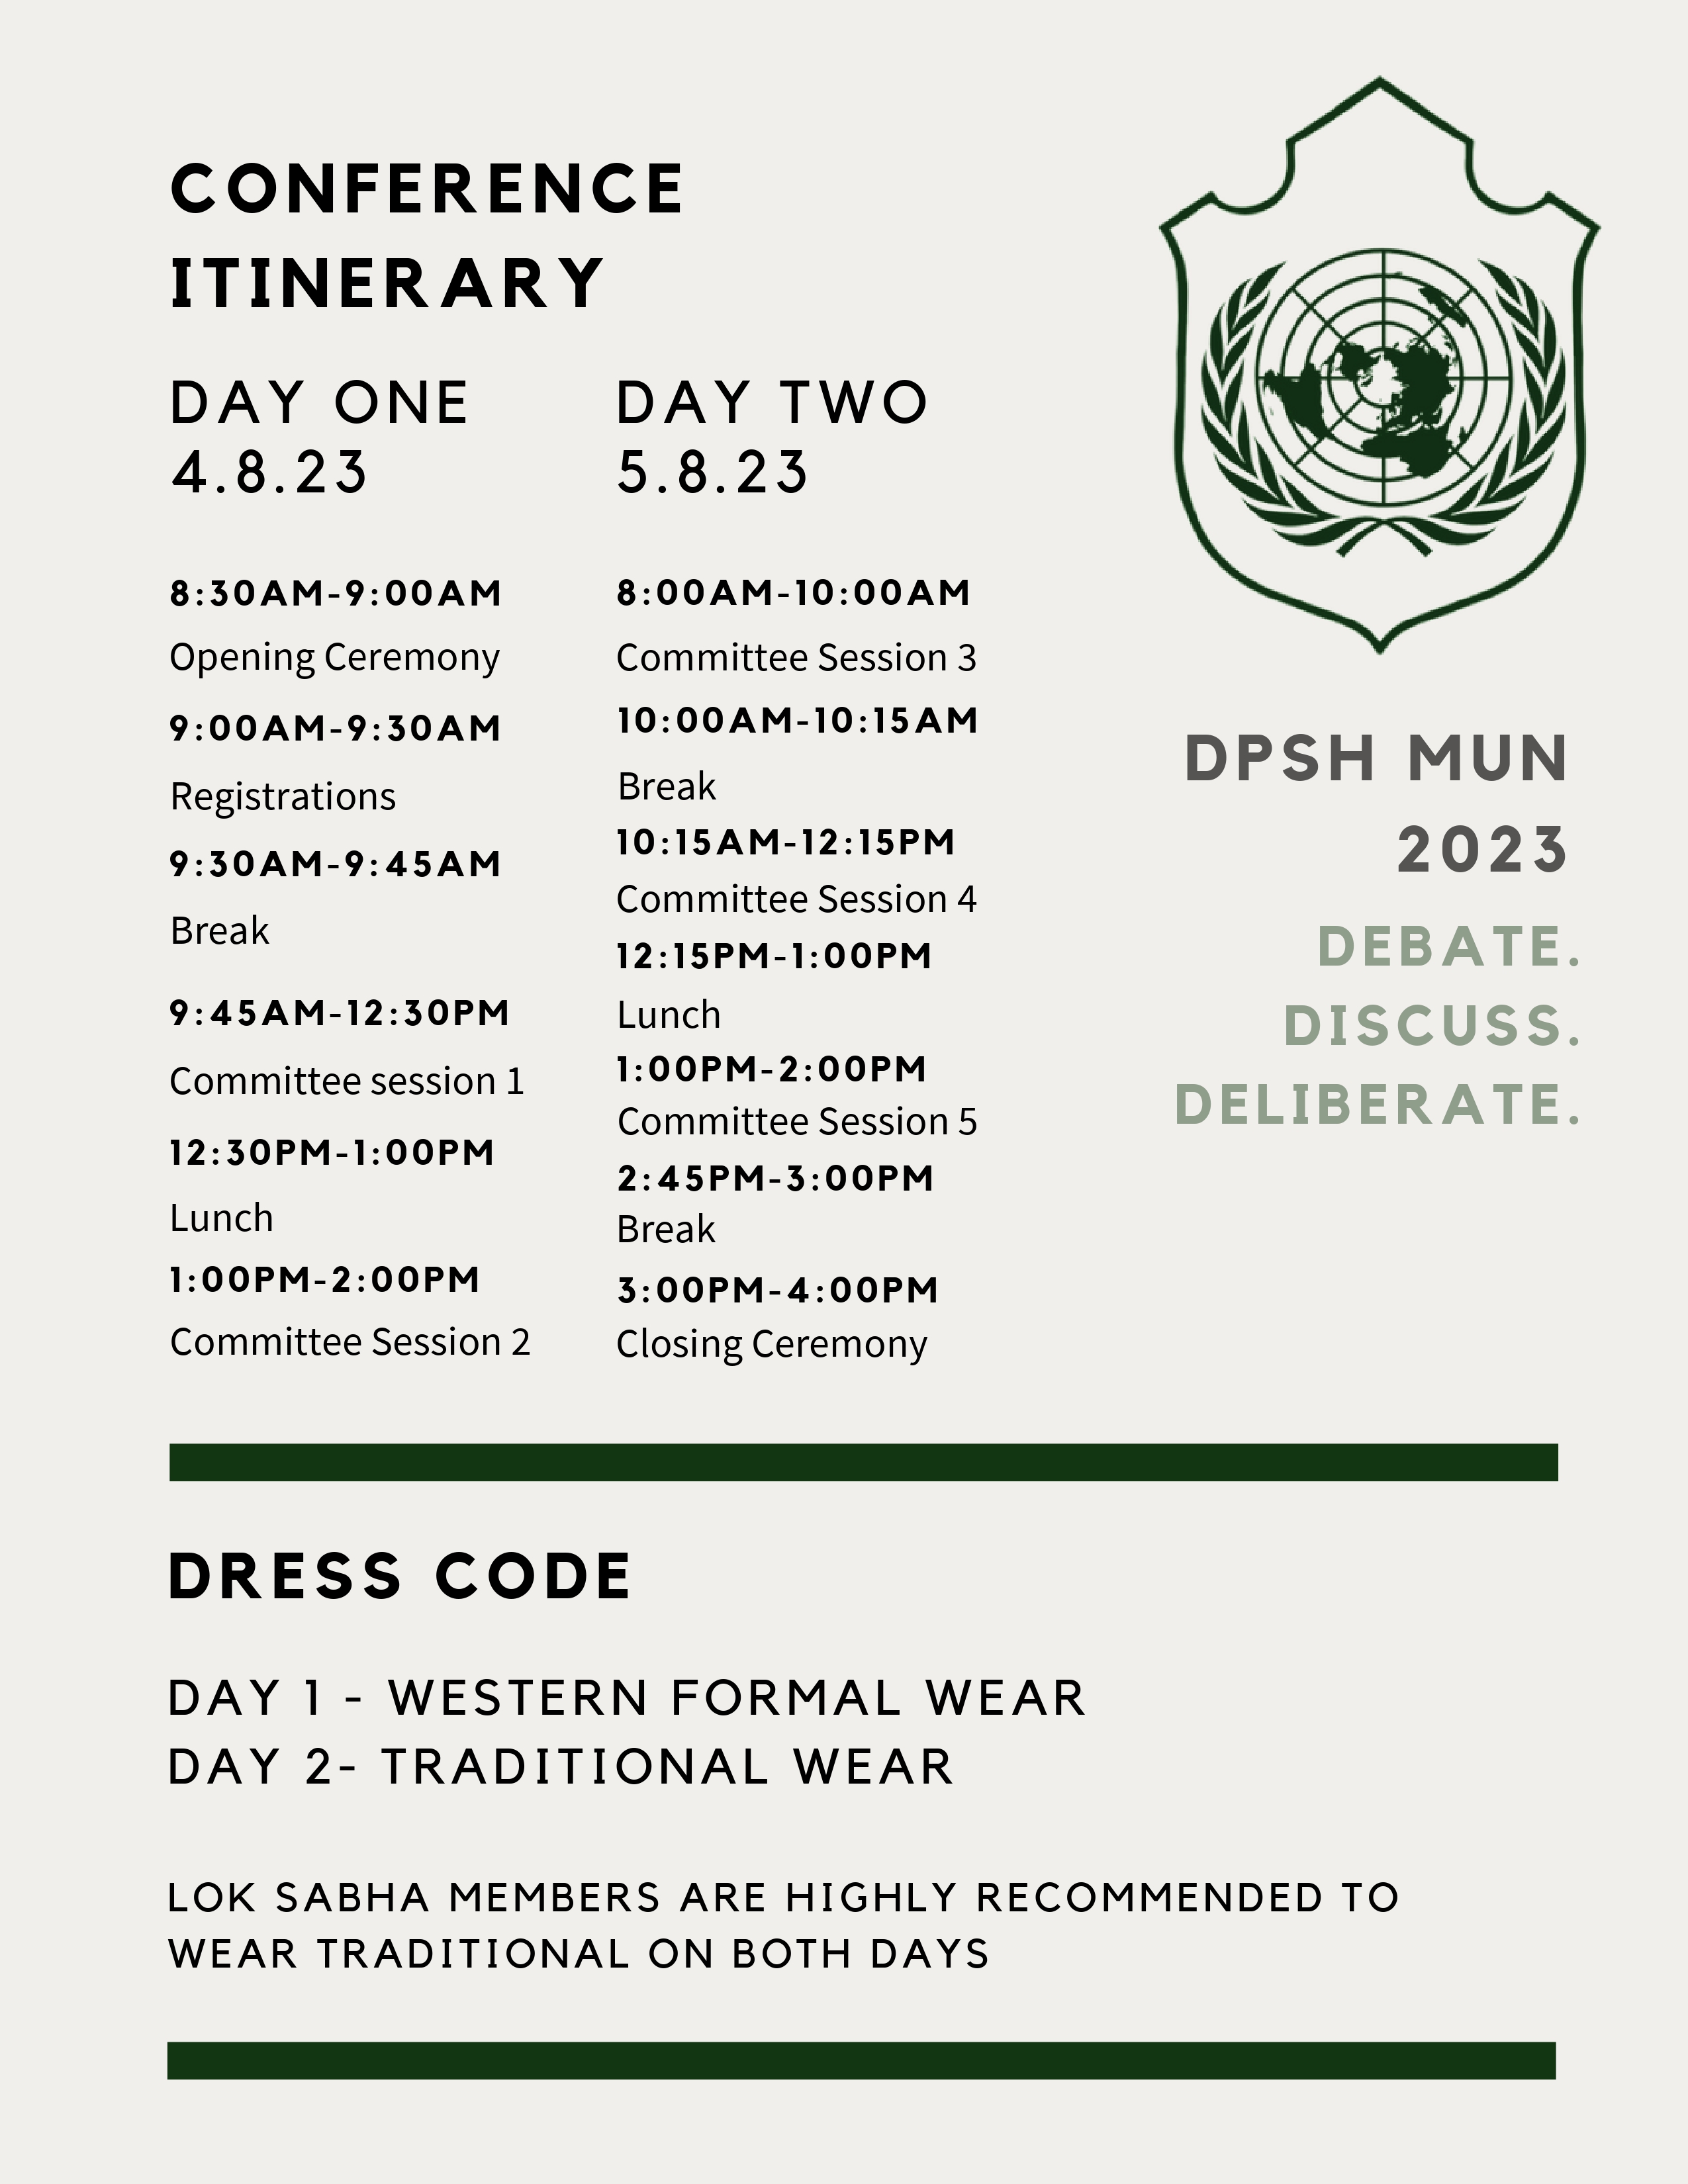 CONFERENCE
ITINERARY
DAY ONE
4.8.23
8:30AM-9:00AM
Opening Ceremony
9:00AM-9:30AM
Registrations
9:30AM-9:45AM
Break
9:45AM-12:30PM
Committee session 1
12:30PM-1:00PM
Lunch
1:00PM-2:00PM
Committee Session 2
DAY TWO
5.8.23
8:00AM-10:00AM
Committee Session 3
10:00AM-10:15AM
Break
10:15AM-12:15PM
Committee Session 4
12:15PM-1:00PM
Lunch
1:00PM-2:00PM
Committee Session 5
2:45PM-3:00PM
Break
3:00PM-4:00PM
Closing Ceremony
DPSH MUN
2023
DEBATE.
DISCUSS.
DELIBERATE.
DRESS CODE
DAY 1 - WESTERN FORMAL WEAR
DAY 2- TRADITIONAL WEAR
LOK SABHA MEMBERS ARE HIGHLY RECOMMENDED TO
WEAR TRADITIONAL ON BOTH DAYS